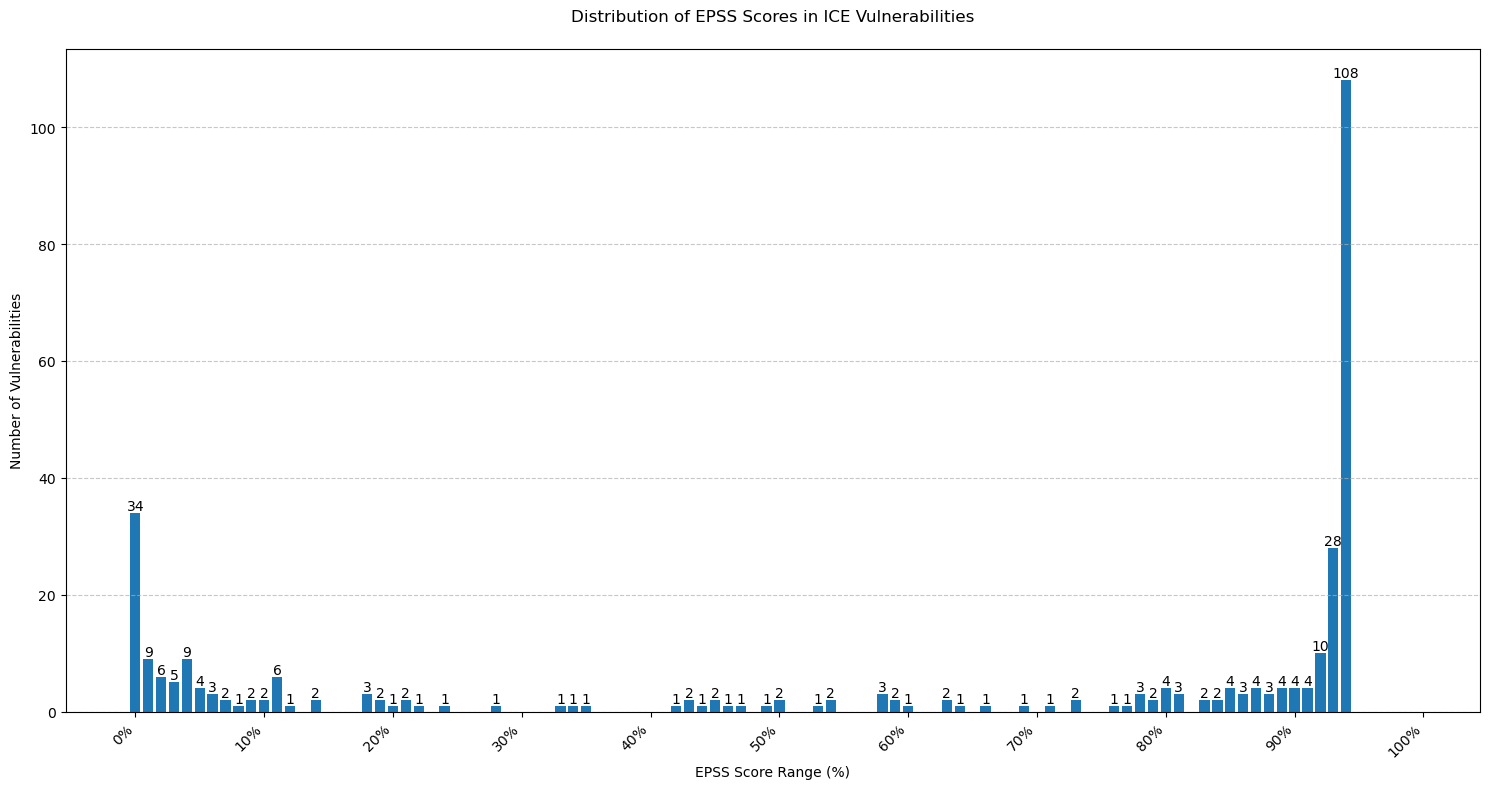 Distribution of EPSS Scores in ICE Vulnerabilities
108
100
80
60
40
34
28
20
10
9 6 5 9 4 3 2 1 2 2 6 1 2 3 2 1 2 1 1 1 1 1 1 1 2 1 2 1 1 1 2 1 2 3 2 1 2 1 1 1 1 2 1 1 3 2 4 3 2 2 4 3 4 3 4 4 4
0
Number of Vulnerabilities
0% 10% 20% 30% 40% 50% 60% 70% 80% 90% 100%
EPSS Score Range (%)